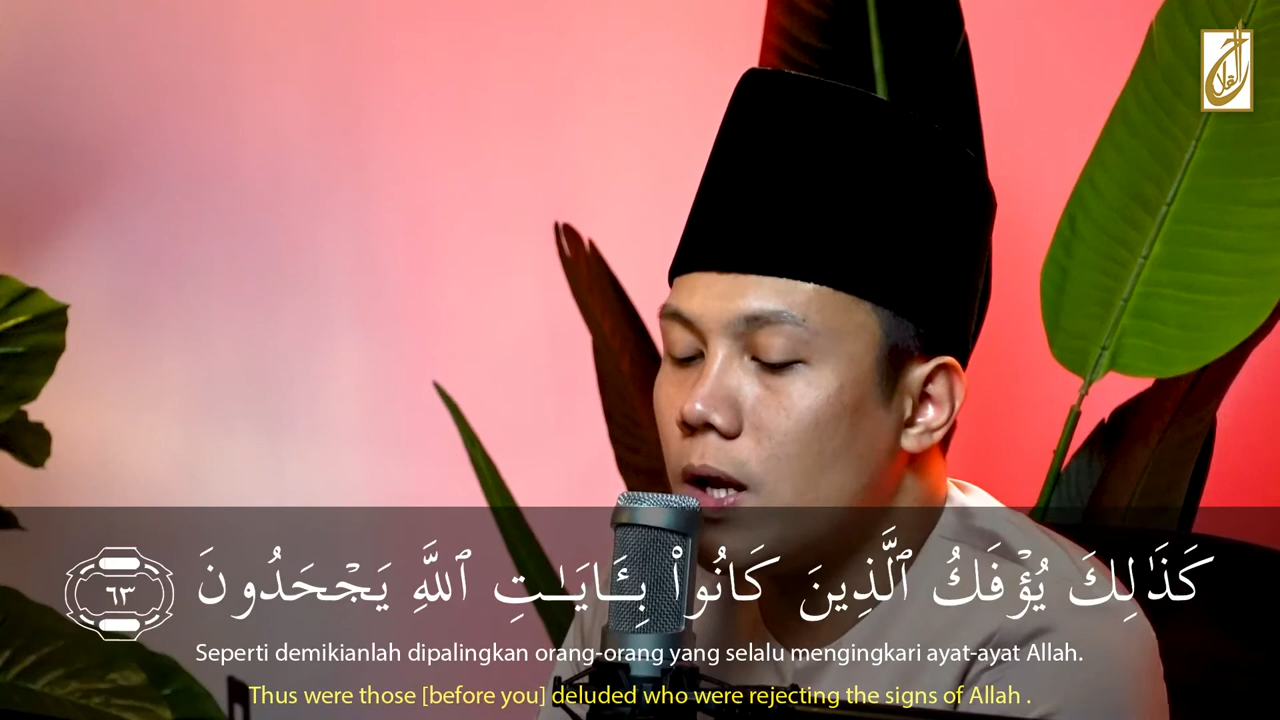 كَذَٰلِكَ يُؤْفَكُ ٱلَّذِينَ كَانُوا۟ بِـَٔايَـٰتِ ٱللَّهِ يَجْحَدُونَ ٦٣
Seperti demikianlah dipalingkan orang-orang yang selalu mengingkari ayat-ayat Allah.
Thus were those [before you] deluded who were rejecting the signs of Allah .